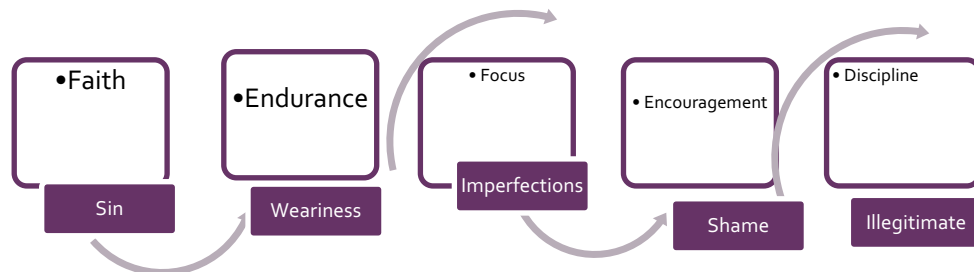 •Faith
Sin
•Endurance
Weariness
• Focus
Imperfections
• Encouragement
Shame
• Discipline
Illegitimate